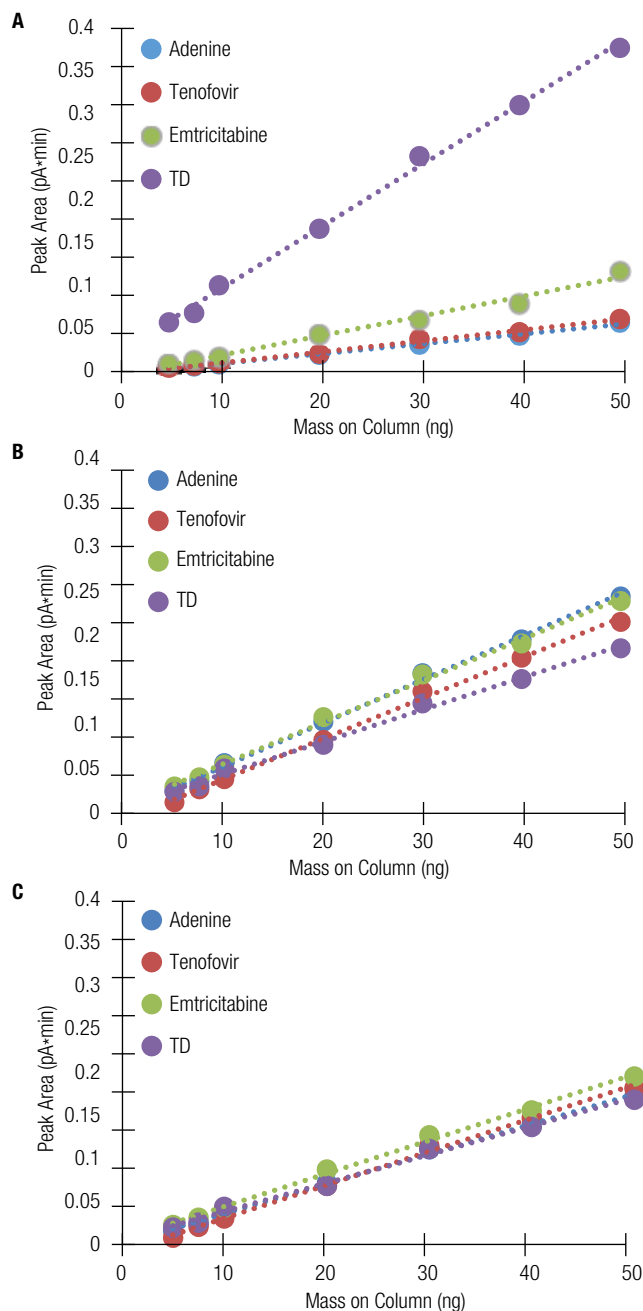 A
0.4
0.35
0.3
0.25
0.2
0.15
0.1
0.05
0
Peak Area (pA*min)
Adenine
Tenofovir
Emtricitabine
TD
0 10 20 30 40 50
Mass on Column (ng)
B
0.4
0.35
0.3
0.25
0.2
0.15
0.1
0.05
0
Peak Area (pA*min)
Adenine
Tenofovir
Emtricitabine
TD
0 10 20 30 40 50
Mass on Column (ng)
C
0.4
0.35
0.3
0.25
0.2
0.15
0.1
0.05
0
Peak Area (pA*min)
Adenine
Tenofovir
Emtricitabine
TD
0 10 20 30 40 50
Mass on Column (ng)